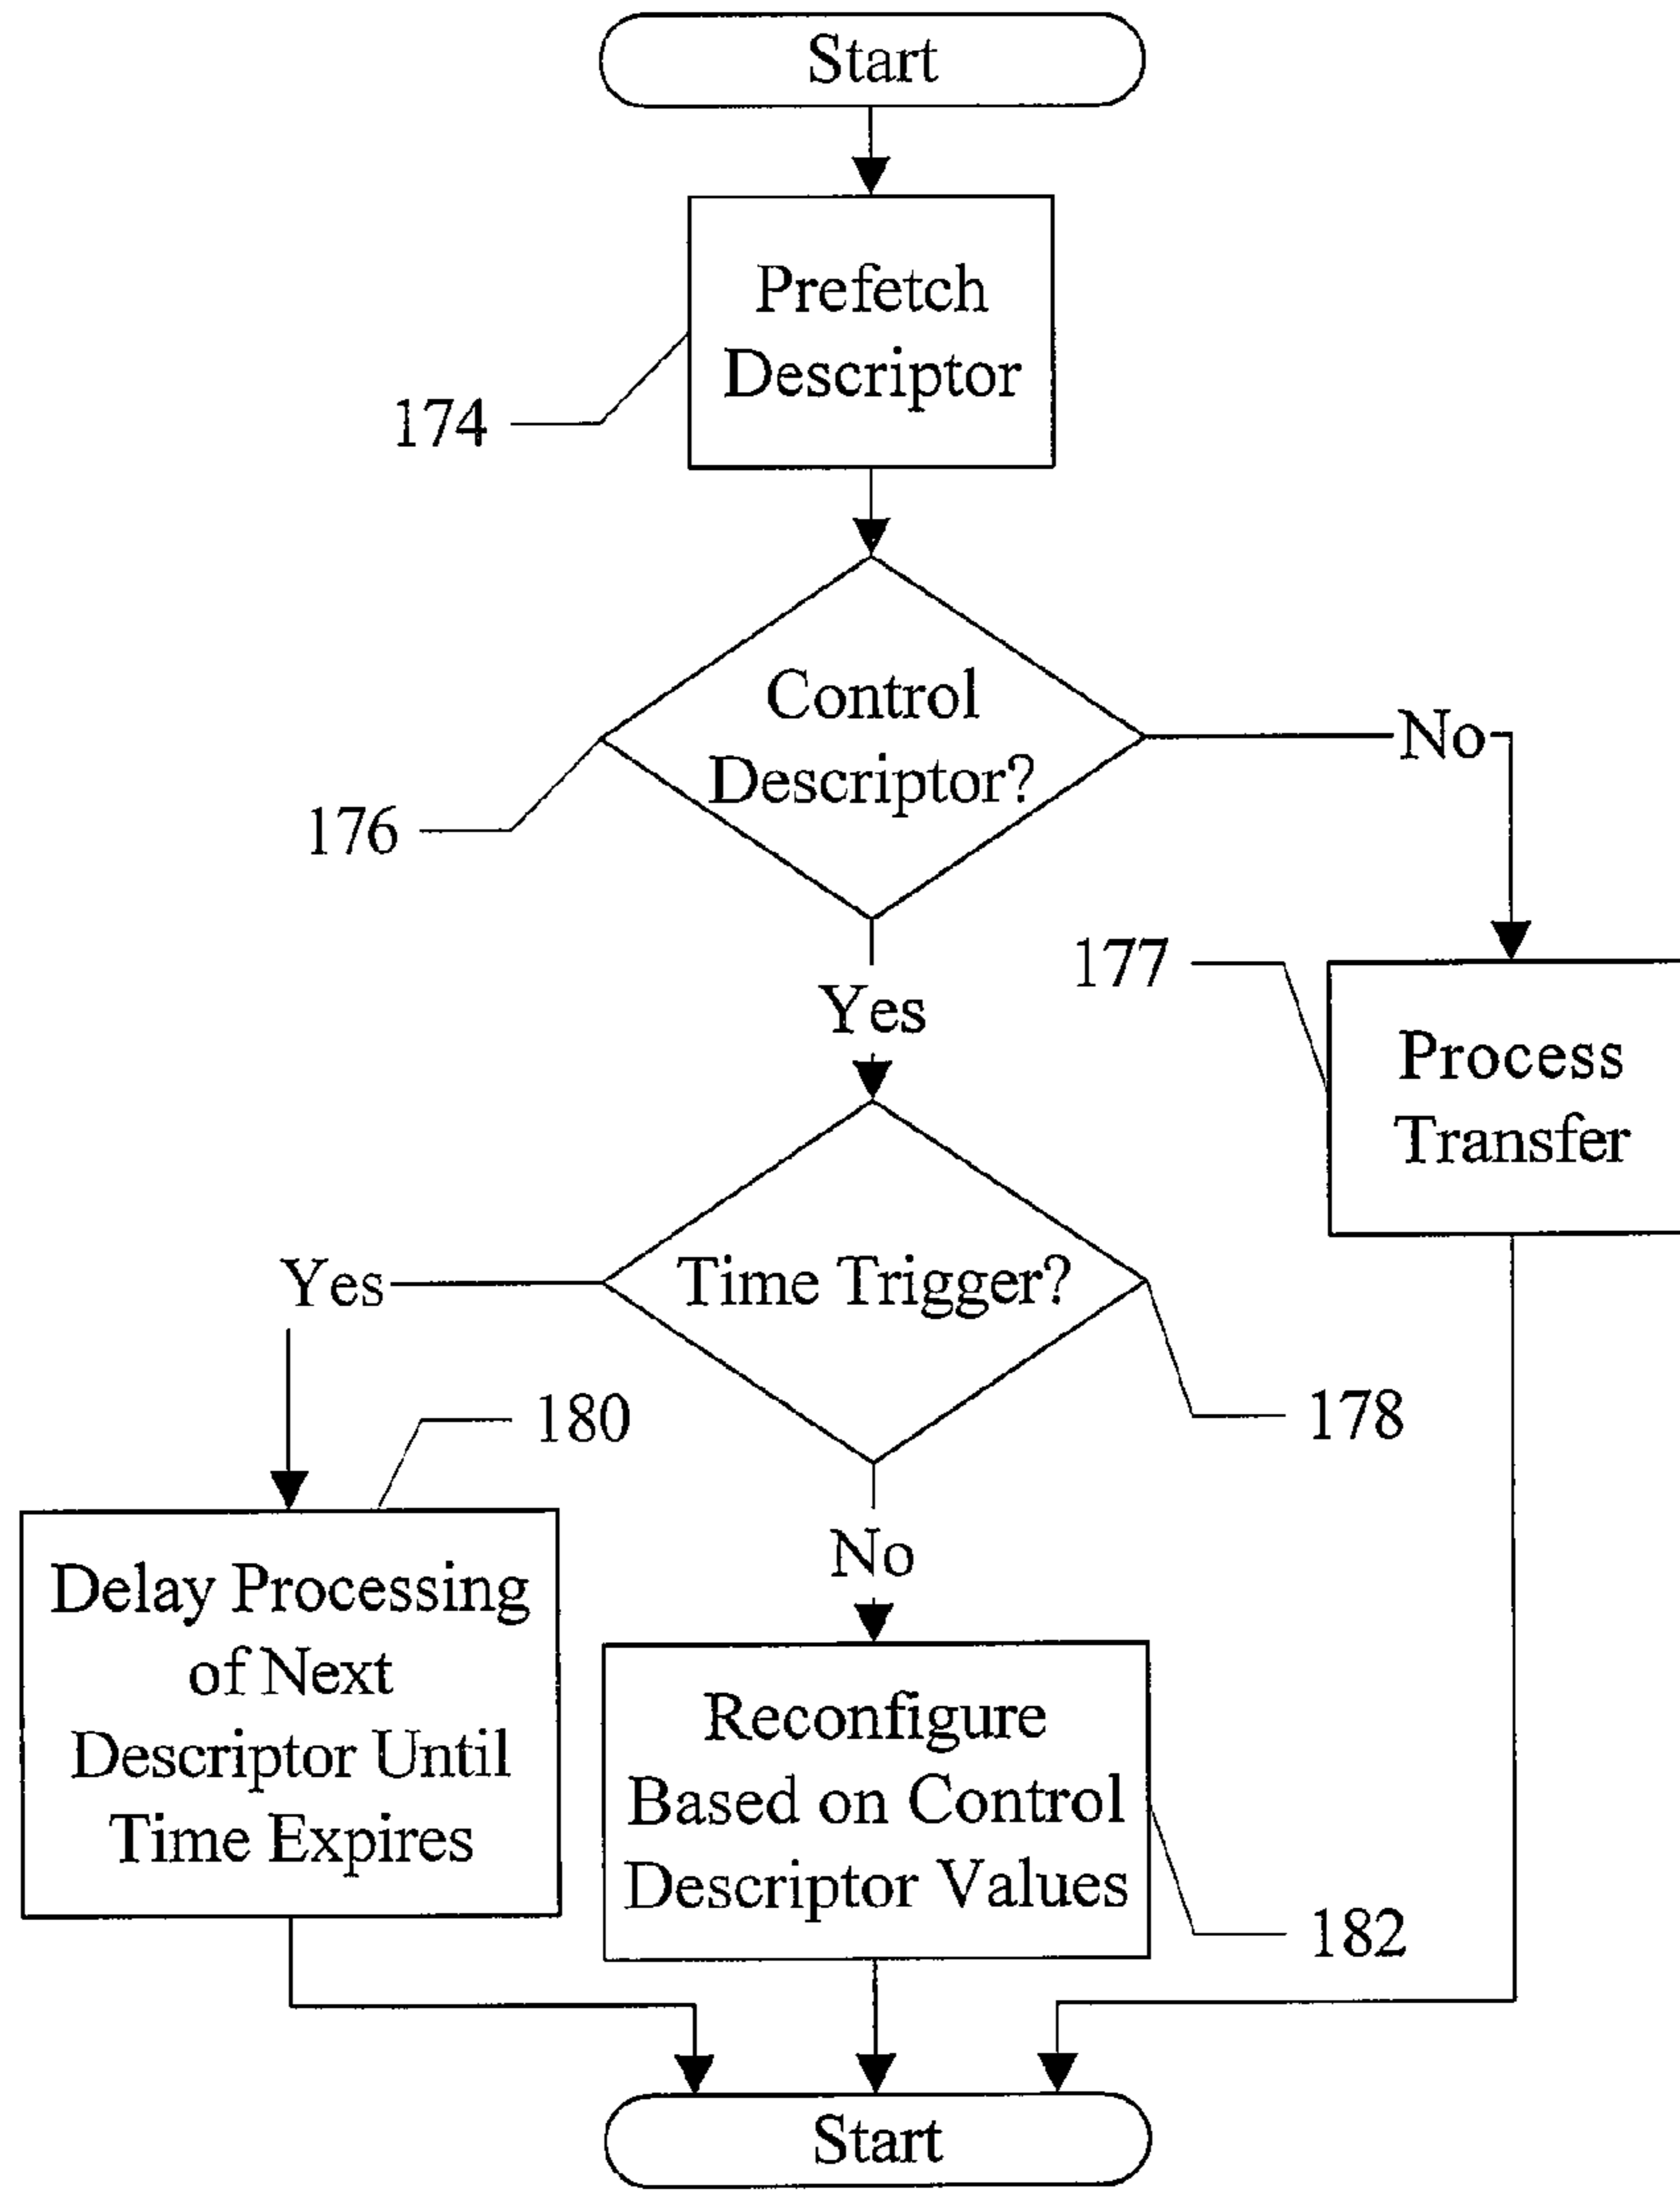 Start
Prefetch
Descriptor
174
Control
Descriptor?
No
176
Yes
177
Process
Transfer
Time Trigger?
Yes
178
180
No
Delay Processing
of Next
Descriptor Until
Time Expires
Reconfigure
Based on Control
Descriptor Values
182
Start